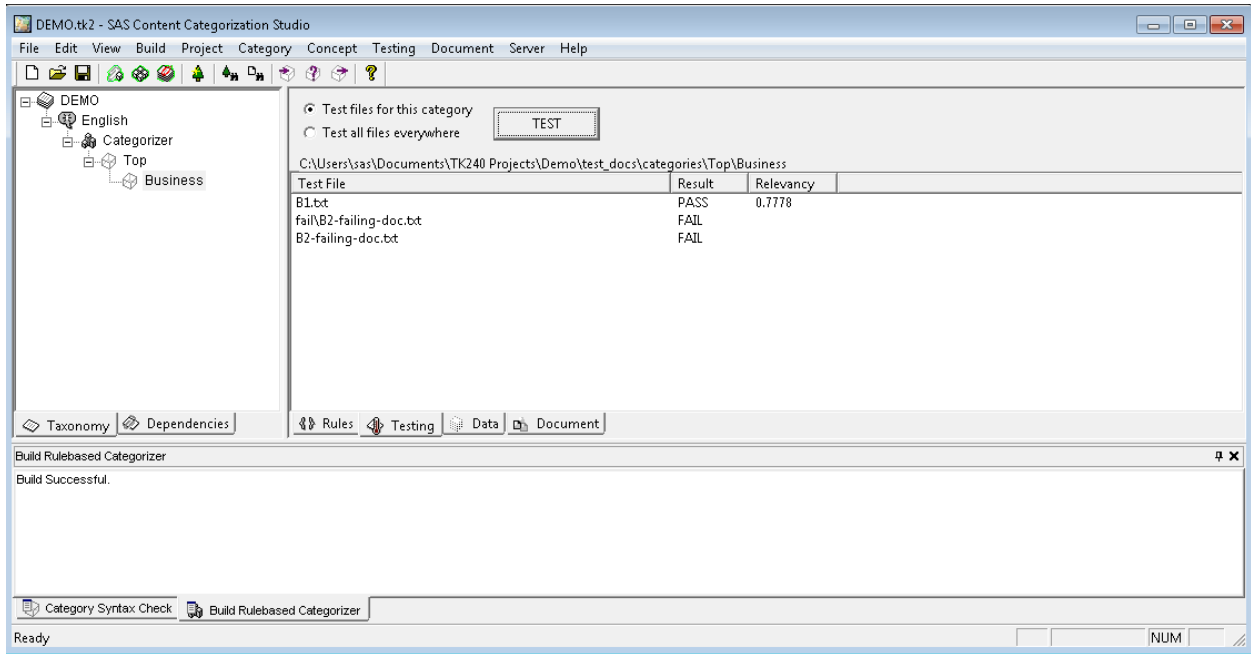 DEMO.tk2 - SAS Content Categorization Studio
File Edit View Build Project Category Concept Testing Document Server Help
DEMO
English
Categorizer
Top
Business
Taxonomy Dependencies
Test files for this category
Test all files everywhere
TEST
C:\Users\sas\Documents\TK240 Projects\Demo\test_docs\categories\Top\Business
Test File Result Relevancy
B1.txt PASS 0.7778
fail\B2-failing-doc.txt FAIL
B2-failing-doc.txt FAIL
Rules Testing Data Document
Build Rulebased Categorizer
Build Successful.
Category Syntax Check Build Rulebased Categorizer
Ready NUM